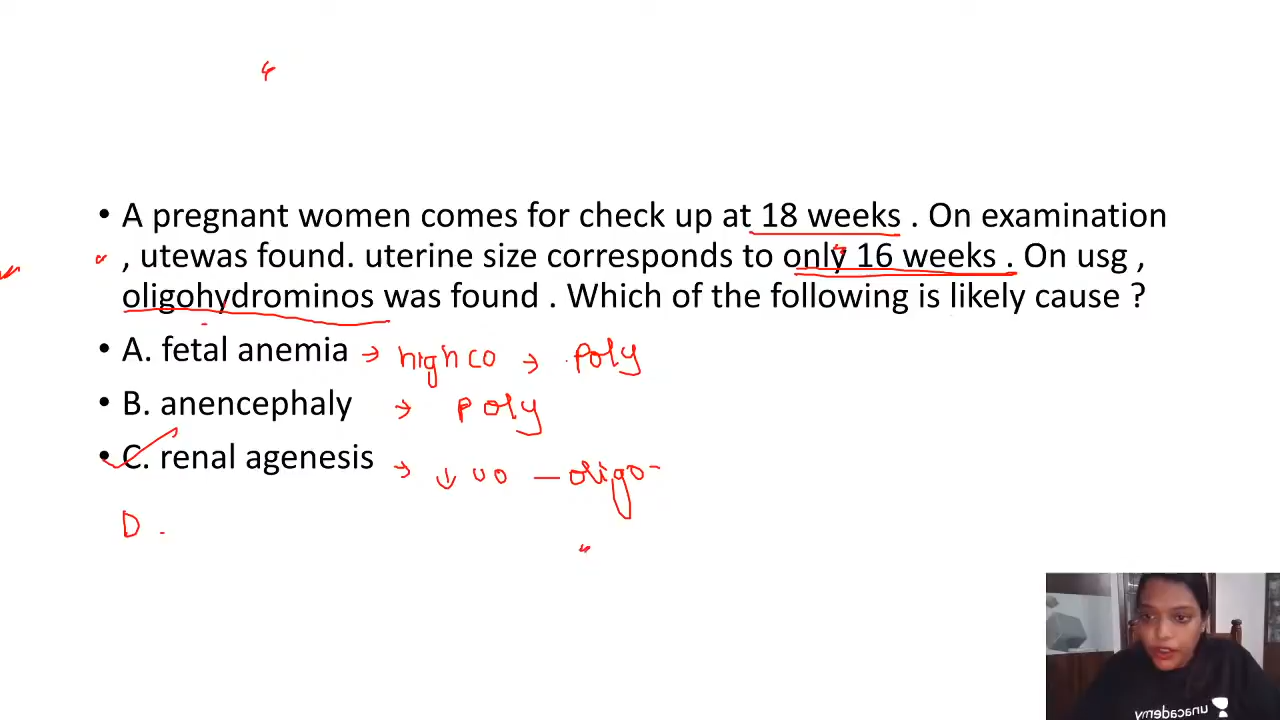 • A pregnant women comes for check up at 18 weeks . On examination
, utewas found. uterine size corresponds to only 16 weeks . On usg ,
oligohydrominos was found . Which of the following is likely cause ?
• A. fetal anemia → high CO → poly
• B. anencephaly → poly
• C. renal agenesis → ↓ UO — oligo -
D .
unacademy